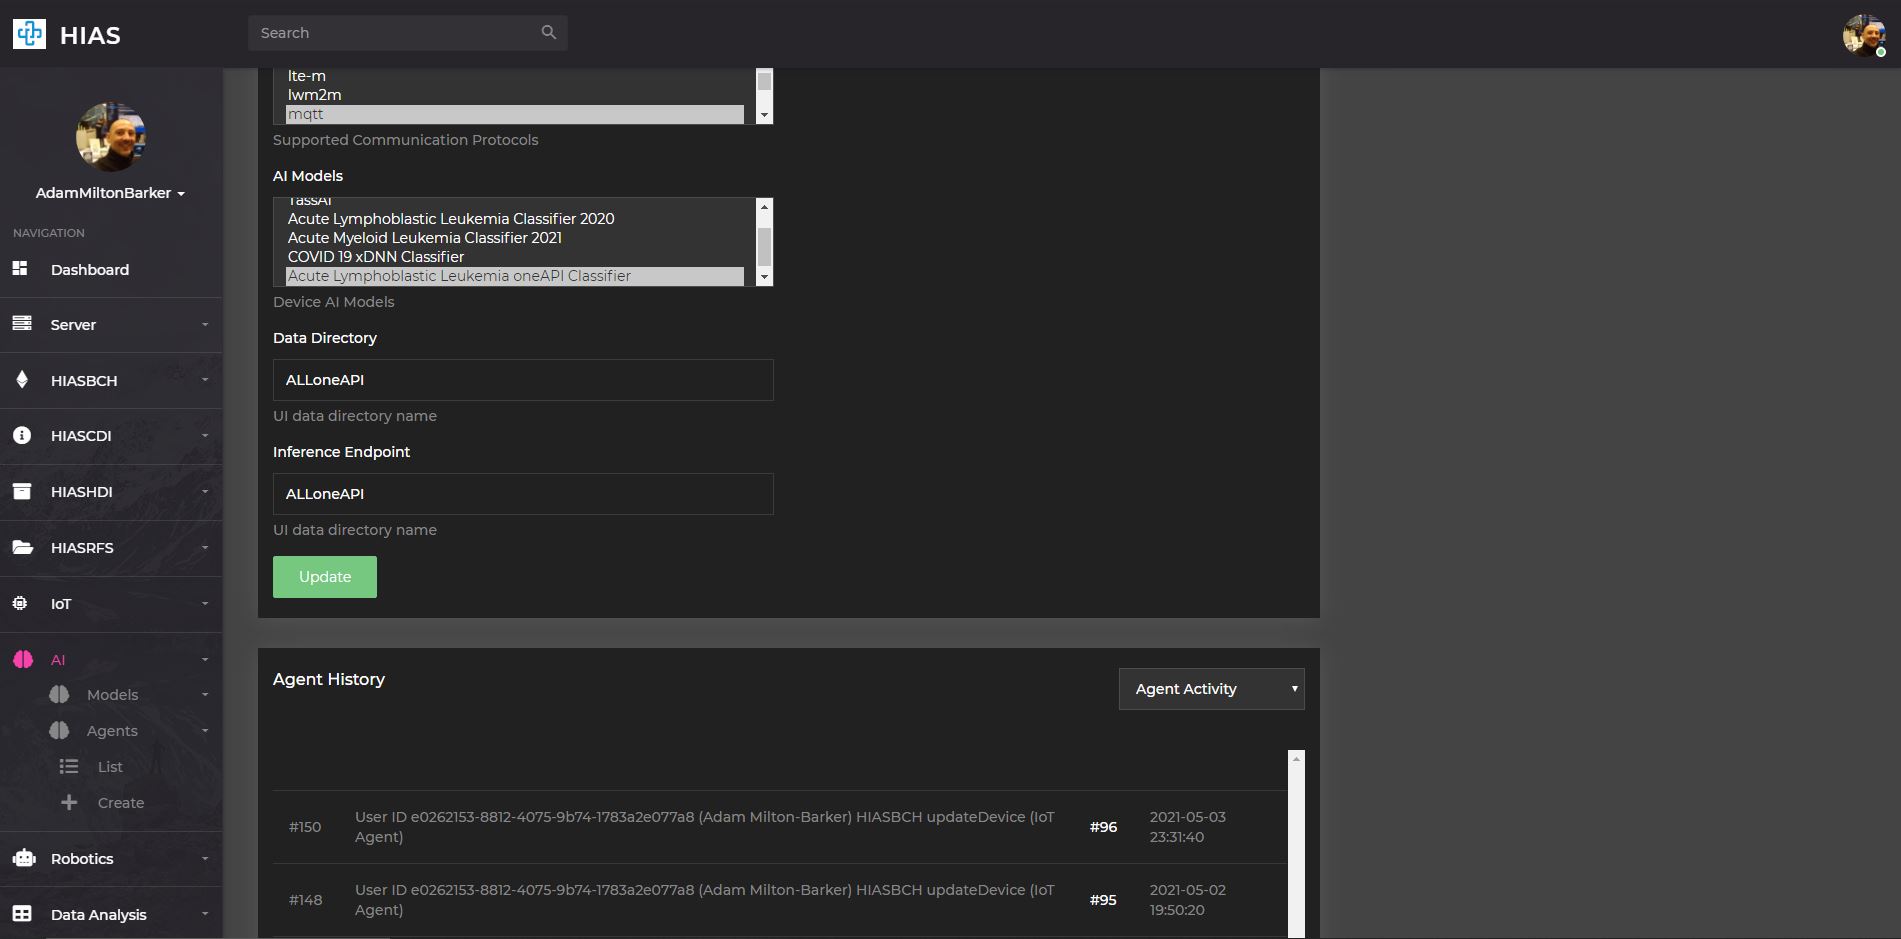 HIAS
Search
AdamMiltonBarker
NAVIGATION
Dashboard
Server
HIASBCH
HIASCDI
HIASHDI
HIASRFS
IoT
AI
Models
Agents
List
Create
Robotics
Data Analysis
lte-m
lwm2m
mqtt
Supported Communication Protocols
AI Models
TassAI
Acute Lymphoblastic Leukemia Classifier 2020
Acute Myeloid Leukemia Classifier 2021
COVID 19 xDNN Classifier
Acute Lymphoblastic Leukemia oneAPI Classifier
Device AI Models
Data Directory
ALLoneAPI
UI data directory name
Inference Endpoint
ALLoneAPI
UI data directory name
Update
Agent History
Agent Activity
#150
User ID e0262153-8812-4075-9b74-1783a2e077a8 (Adam Milton-Barker) HIASBCH updateDevice (IoT
Agent)
#96
2021-05-03
23:31:40
#148
User ID e0262153-8812-4075-9b74-1783a2e077a8 (Adam Milton-Barker) HIASBCH updateDevice (IoT
Agent)
#95
2021-05-02
19:50:20